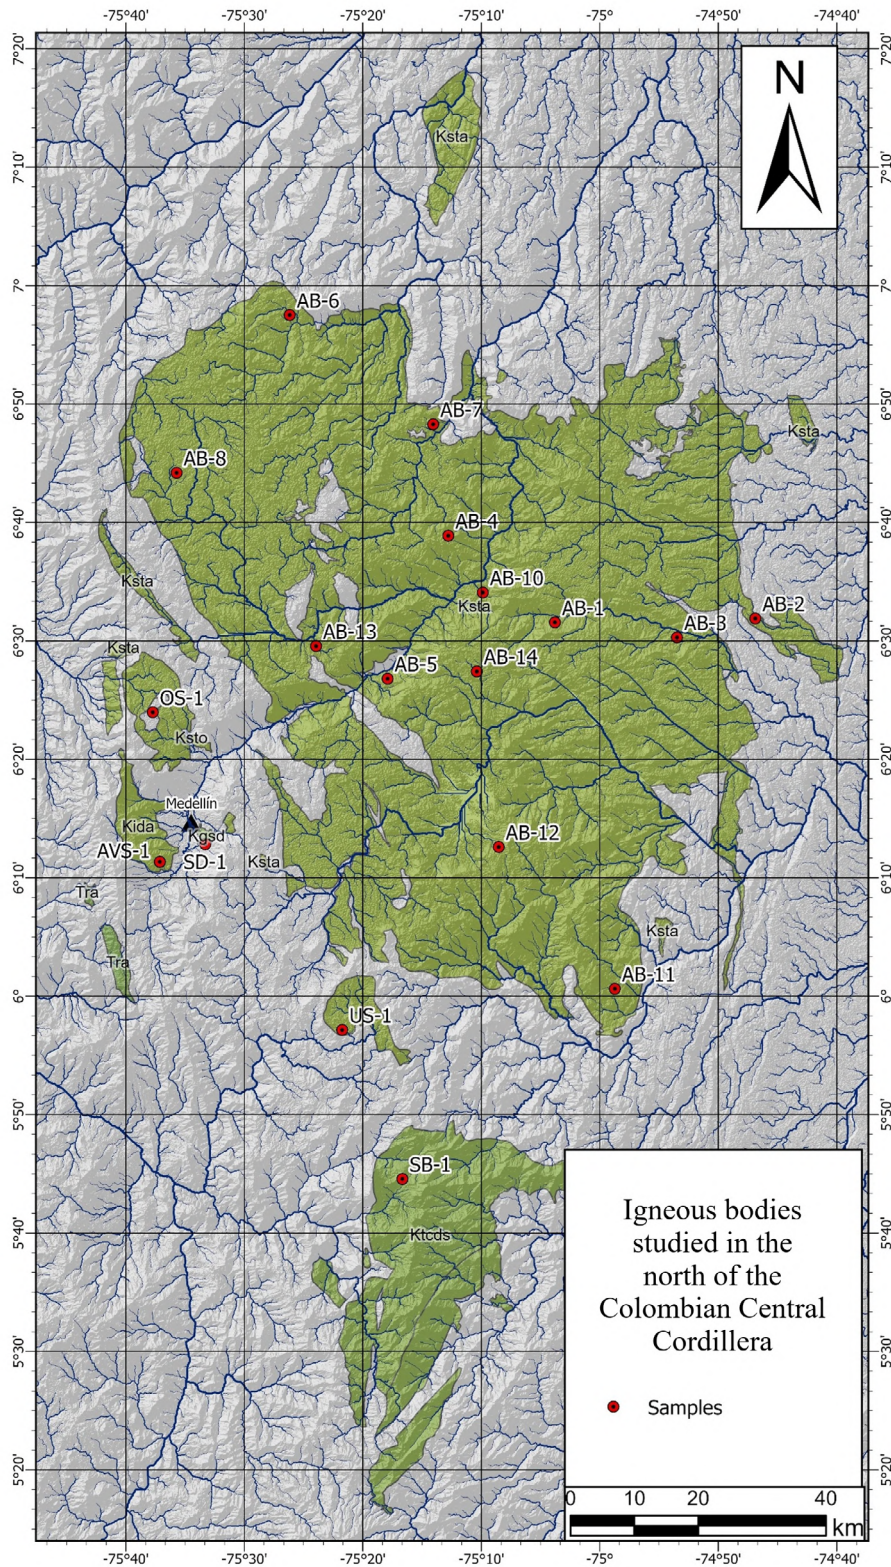 -75°40' -75°30' -75°20' -75°10' -75° -74°50' -74°40'
7°20' 7°20'
N
Ksta
7°10' 7°10'
7° 7°
AB-6
6°50' 6°50'
AB-7
Ksta
AB-8
6°40' 6°40'
AB-4
Ksta
AB-10
Ksta
AB-1
AB-2
AB-3
AB-13
6°30' 6°30'
Ksta
AB-14
AB-5
OS-1
Ksto
6°20' 6°20'
Medellín
Kida
Kgsd
AB-12
AVS-1
SD-1
Ksta
6°10' 6°10'
Tra
Ksta
Tra
AB-11
6° 6°
US-1
5°50' 5°50'
SB-1
Igneous bodies
studied in the
north of the
Colombian Central
Cordillera
5°40' 5°40'
Ktcds
5°30' 5°30'
Samples
5°20' 5°20'
0 10 20 40
km
-75°40' -75°30' -75°20' -75°10' -75° -74°50' -74°40'